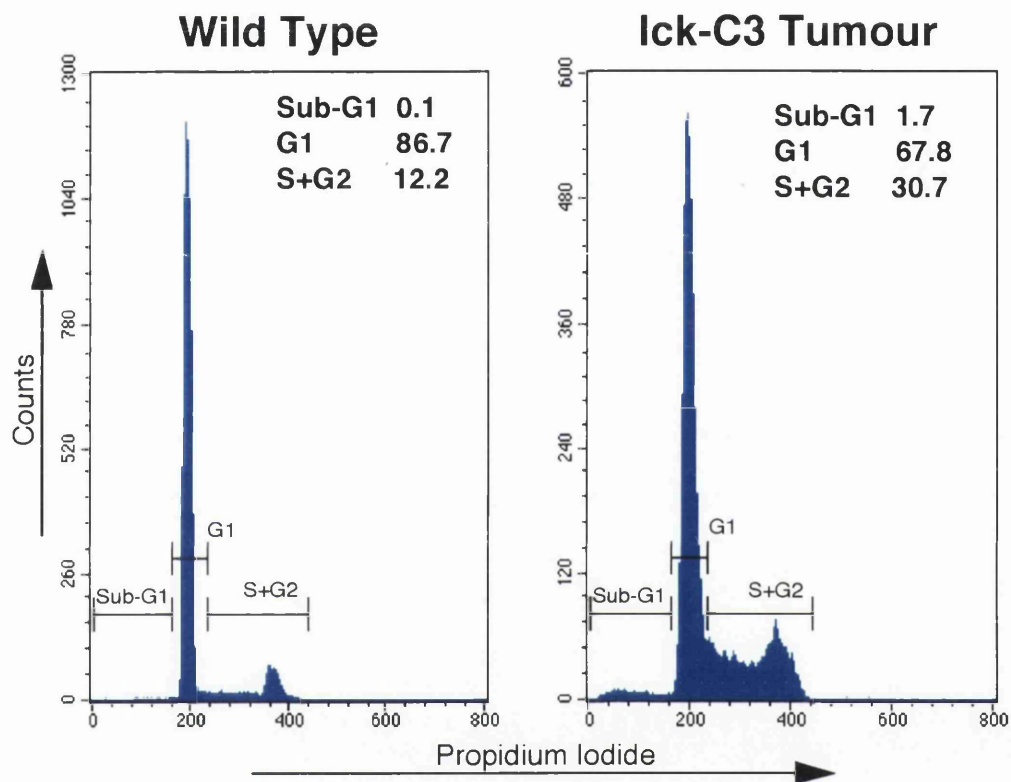 Wild Type
lck-C3 Tumour
1300
1040
780
520
260
0
Counts
Sub-G1 0.1
G1 86.7
S+G2 12.2
G1
Sub-G1
S+G2
0 200 400 600 800
600
480
360
240
120
0
Sub-G1 1.7
G1 67.8
S+G2 30.7
G1
Sub-G1
S+G2
0 200 400 600 800
Propidium Iodide